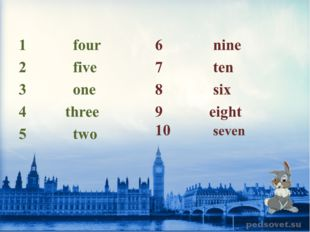 1 four
2 five
3 one
4 three
5 two
6 nine
7 ten
8 six
9 eight
10 seven
pedsovet.su